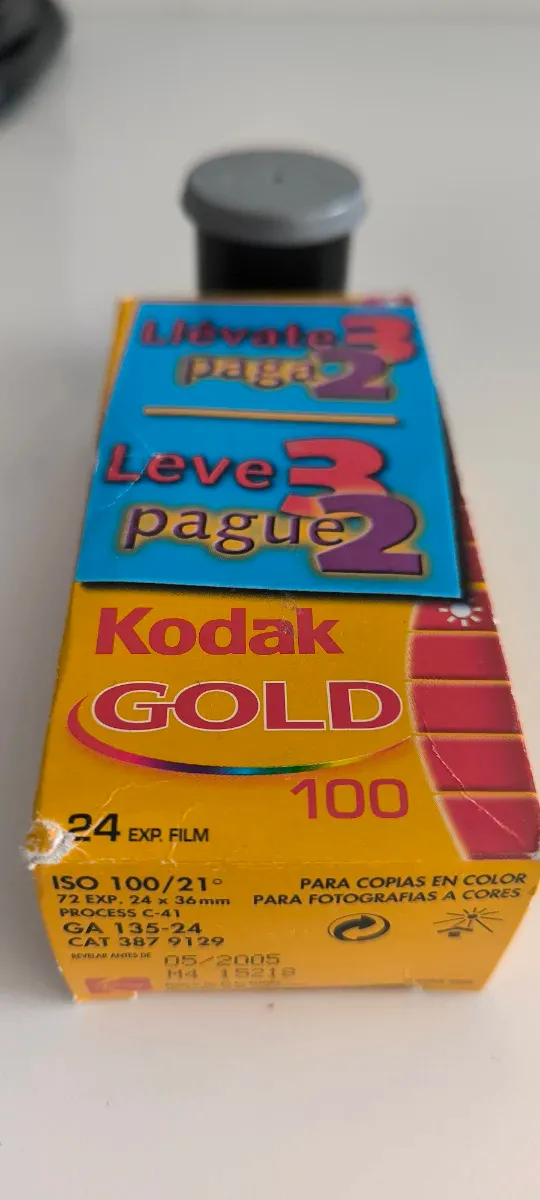 Llévate 3
paga 2
Leve 3
pague 2
Kodak
GOLD
100
24 EXP. FILM
ISO 100/21°
72 EXP. 24 x 36mm
PROCESS C-41
GA 135-24
CAT 387 9129
REVELAR ANTES DE 05/2005
M4 15218
PARA COPIAS EN COLOR
PARA FOTOGRAFIAS A CORES